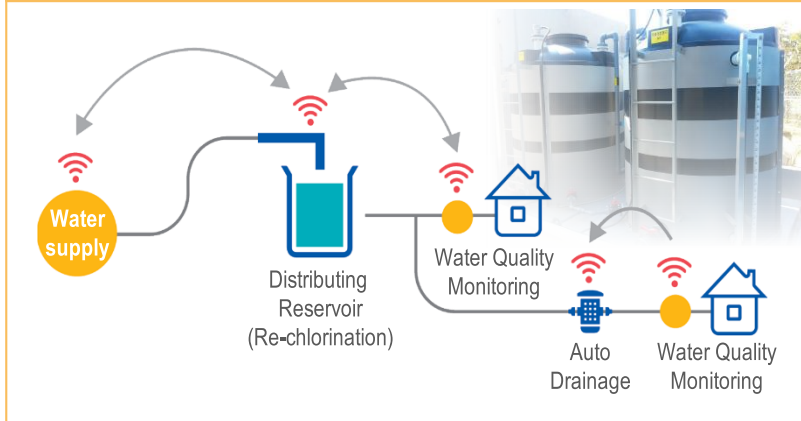 Water
supply
Distributing
Reservoir
(Re-chlorination)
Water Quality
Monitoring
Auto
Drainage
Water Quality
Monitoring